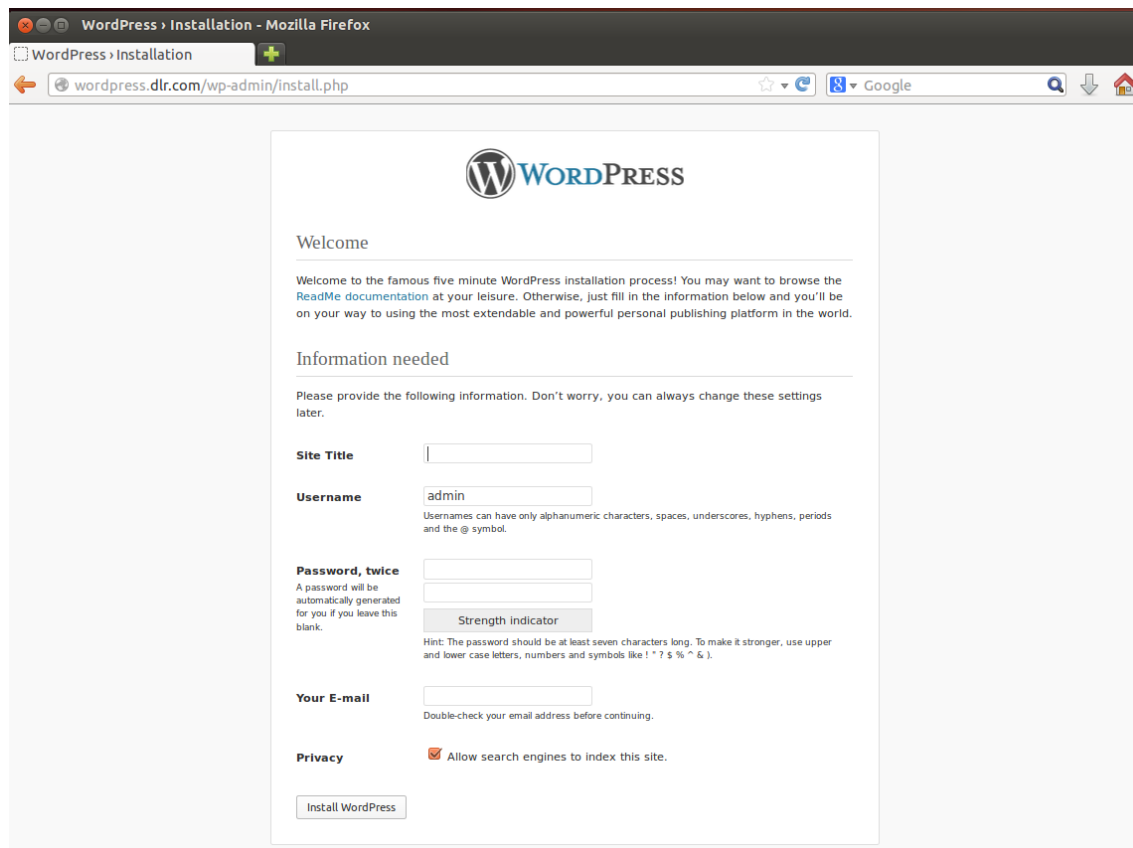 WordPress › Installation - Mozilla Firefox
WordPress › Installation
wordpress.dlr.com/wp-admin/install.php
8 Google
WORDPRESS
Welcome
Welcome to the famous five minute WordPress installation process! You may want to browse the
ReadMe documentation at your leisure. Otherwise, just fill in the information below and you'll be
on your way to using the most extendable and powerful personal publishing platform in the world.
Information needed
Please provide the following information. Don't worry, you can always change these settings
later.
Site Title
Username admin
Usernames can have only alphanumeric characters, spaces, underscores, hyphens, periods
and the @ symbol.
Password, twice
A password will be
automatically generated
for you if you leave this
blank.
Strength indicator
Hint: The password should be at least seven characters long. To make it stronger, use upper
and lower case letters, numbers and symbols like ! " ? $ % ^ & ).
Your E-mail
Double-check your email address before continuing.
Privacy Allow search engines to index this site.
Install WordPress